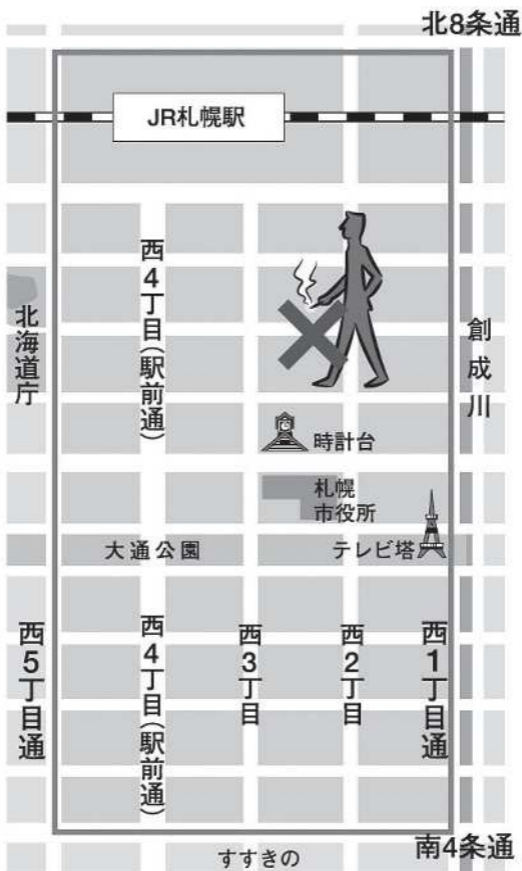 北8条通
JR札幌駅
西4丁目(駅前通)
北海道庁
創成川
時計台
札幌
市役所
大通公園
テレビ塔
西5丁目通
西4丁目(駅前通)
西3丁目
西2丁目
西1丁目通
南4条通
すすきの